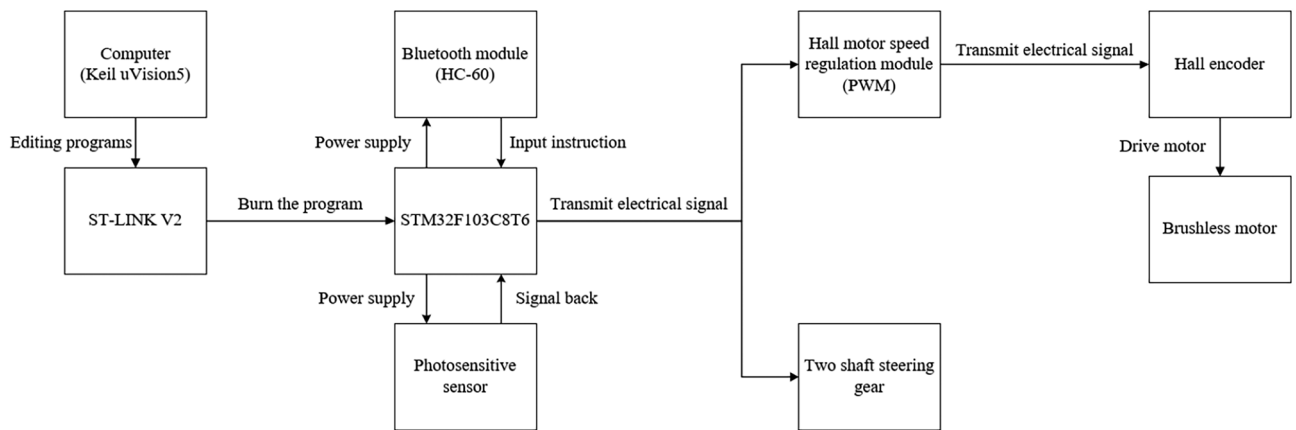 Computer
(Keil uVision5)
Editing programs
ST-LINK V2
Burn the program
Bluetooth module
(HC-60)
Power supply
Input instruction
STM32F103C8T6
Power supply
Signal back
Photosensitive
sensor
Transmit electrical signal
Hall motor speed
regulation module
(PWM)
Transmit electrical signal
Hall encoder
Drive motor
Brushless motor
Two shaft steering
gear